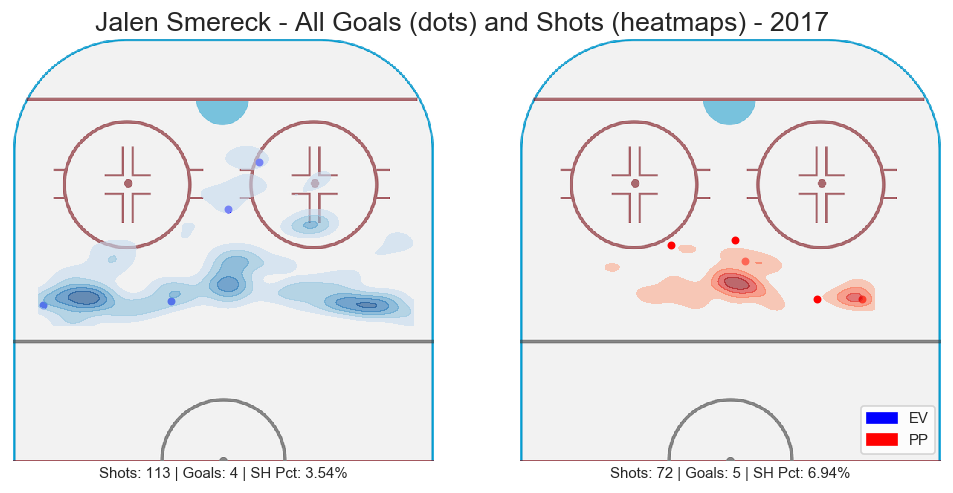 Jalen Smereck - All Goals (dots) and Shots (heatmaps) - 2017
EV
PP
Shots: 113 | Goals: 4 | SH Pct: 3.54%
Shots: 72 | Goals: 5 | SH Pct: 6.94%